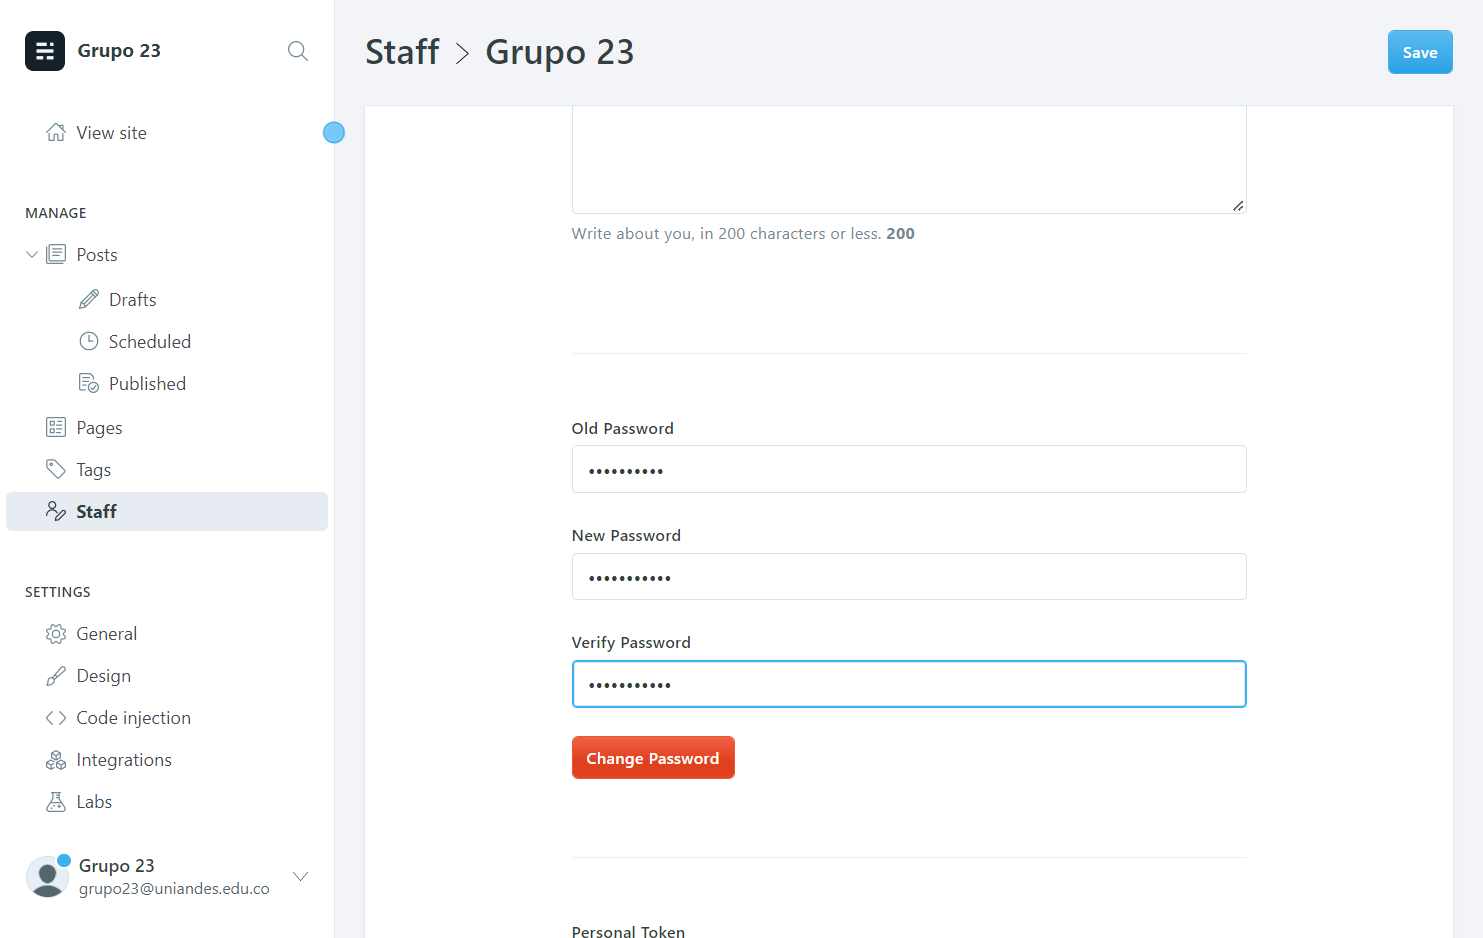 Grupo 23
View site
MANAGE
Posts
Drafts
Scheduled
Published
Pages
Tags
Staff
SETTINGS
General
Design
Code injection
Integrations
Labs
Grupo 23
grupo23@uniandes.edu.co
Staff > Grupo 23
Save
Write about you, in 200 characters or less. 200
Old Password
••••••••••
New Password
•••••••••••
Verify Password
•••••••••••
Change Password
Personal Token